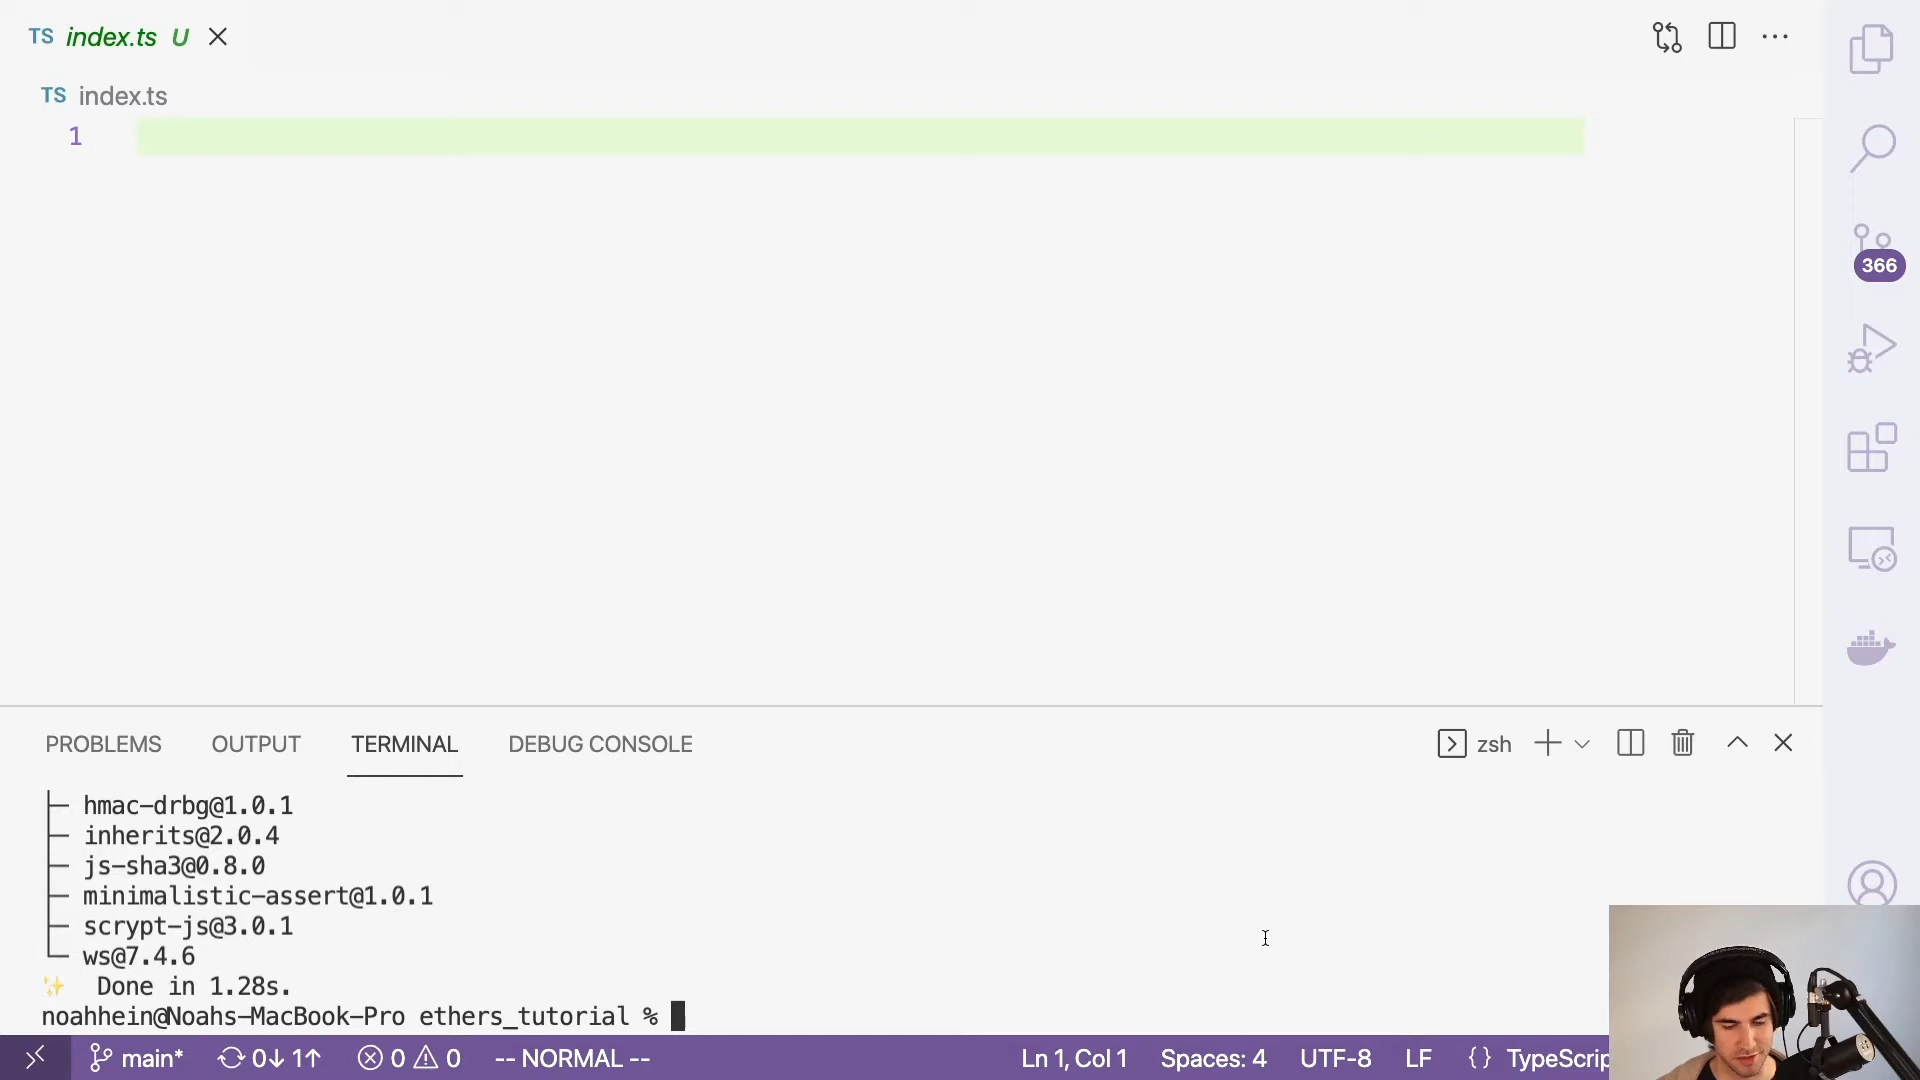 TS index.ts U
TS index.ts
1
366
PROBLEMS OUTPUT TERMINAL DEBUG CONSOLE zsh
hmac-drbg@1.0.1
inherits@2.0.4
js-sha3@0.8.0
minimalistic-assert@1.0.1
scrypt-js@3.0.1
ws@7.4.6
✨ Done in 1.28s.
noahhein@Noahs-MacBook-Pro ethers_tutorial %
main* 0↓ 1↑ 0 0 -- NORMAL -- Ln 1, Col 1 Spaces: 4 UTF-8 LF {} TypeScrip